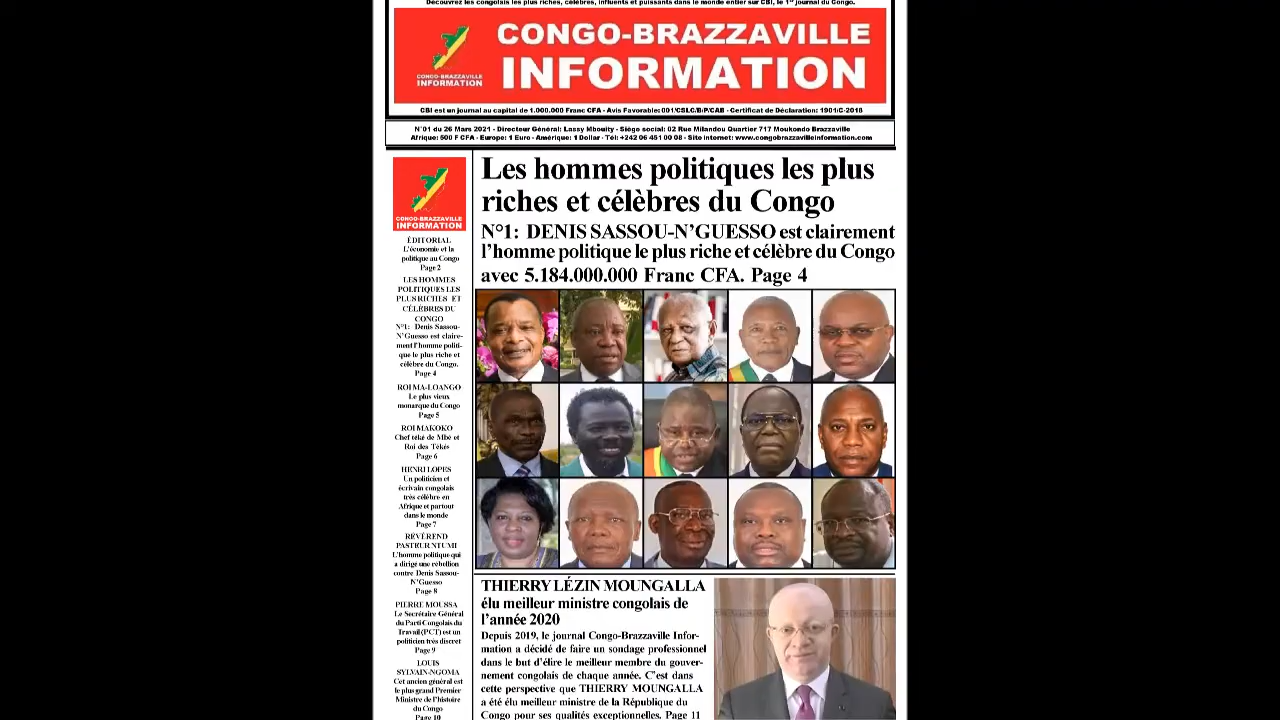 Découvrez les congolais les plus riches, célèbres, influents et puissants dans le monde entier sur CBI, le 1er journal du Congo.
CONGO-BRAZZAVILLE
INFORMATION
CONGO-BRAZZAVILLE
INFORMATION
CBI est un journal au capital de 1.000.000 Franc CFA - Avis Favorable: 001/CSLC/B/P/CAB - Certificat de Déclaration: 1901/C-2018
N°01 du 26 Mars 2021 - Directeur Général: Lassy Mbouity - Siège social: 02 Rue Milandou Quartier 717 Moukondo Brazzaville
Afrique: 500 F CFA - Europe: 1 Euro - Amérique: 1 Dollar - Tél: +242 06 451 00 08 - Site internet: www.congobrazzavilleinformation.com
CONGO-BRAZZAVILLE
INFORMATION
ÉDITORIAL
L'économie et la
politique au Congo
Page 2
LES HOMMES
POLITIQUES LES
PLUS RICHES ET
CÉLÈBRES DU
CONGO
N°1: Denis Sassou-
N'Guesso est claire-
ment l'homme politi-
que le plus riche et
célèbre du Congo.
Page 4
ROI MA-LOANGO
Le plus vieux
monarque du Congo
Page 5
ROI MAKOKO
Chef téké de Mbé et
Roi des Tékés
Page 6
HENRI LOPES
Un politicien et
écrivain congolais
très célèbre en
Afrique et partout
dans le monde
Page 7
RÉVÉREND
PASTEUR NTUMI
L'homme politique qui
a dirige une rébellion
contre Denis Sassou-
N'Guesso
Page 8
PIERRE MOUSSA
Le Secrétaire Général
du Parti Congolais du
Travail (PCT) est un
politicien très discret
Page 9
LOUIS
SYLVAIN-NGOMA
Cet ancien général est
le plus grand Premier
Ministre de l'histoire
du Congo
Page 10
Les hommes politiques les plus
riches et célèbres du Congo
N°1: DENIS SASSOU-N'GUESSO est clairement
l'homme politique le plus riche et célèbre du Congo
avec 5.184.000.000 Franc CFA. Page 4
THIERRY LÉZIN MOUNGALLA
élu meilleur ministre congolais de
l'année 2020
Depuis 2019, le journal Congo-Brazzaville Infor-
mation a décidé de faire un sondage professionnel
dans le but d'élire le meilleur membre du gouver-
nement congolais de chaque année. C'est dans
cette perspective que THIERRY MOUNGALLA
a été élu meilleur ministre de la République du
Congo pour ses qualités exceptionnelles. Page 11